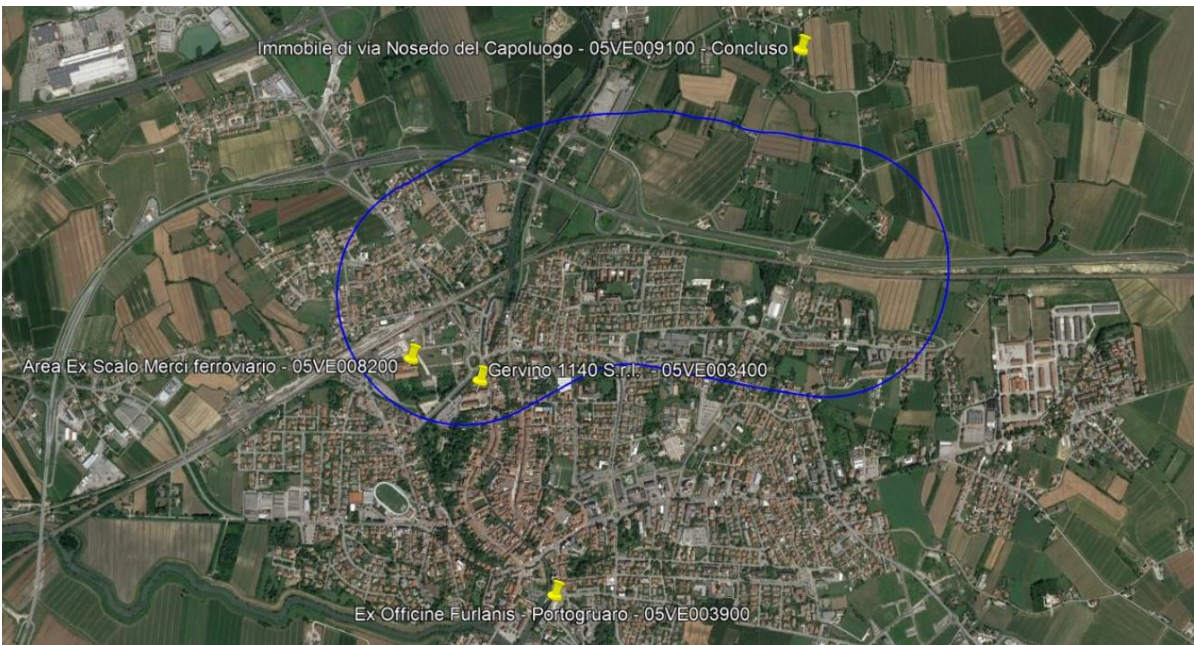 Immobile di via Nosedo del Capoluogo - 05VE009100 - Concluso
Area Ex Scalo Merci ferroviario - 05VE008200
Gervino 1140 S.r.l. - 05VE003400
Ex Officine Furlanis - Portogruaro - 05VE003900